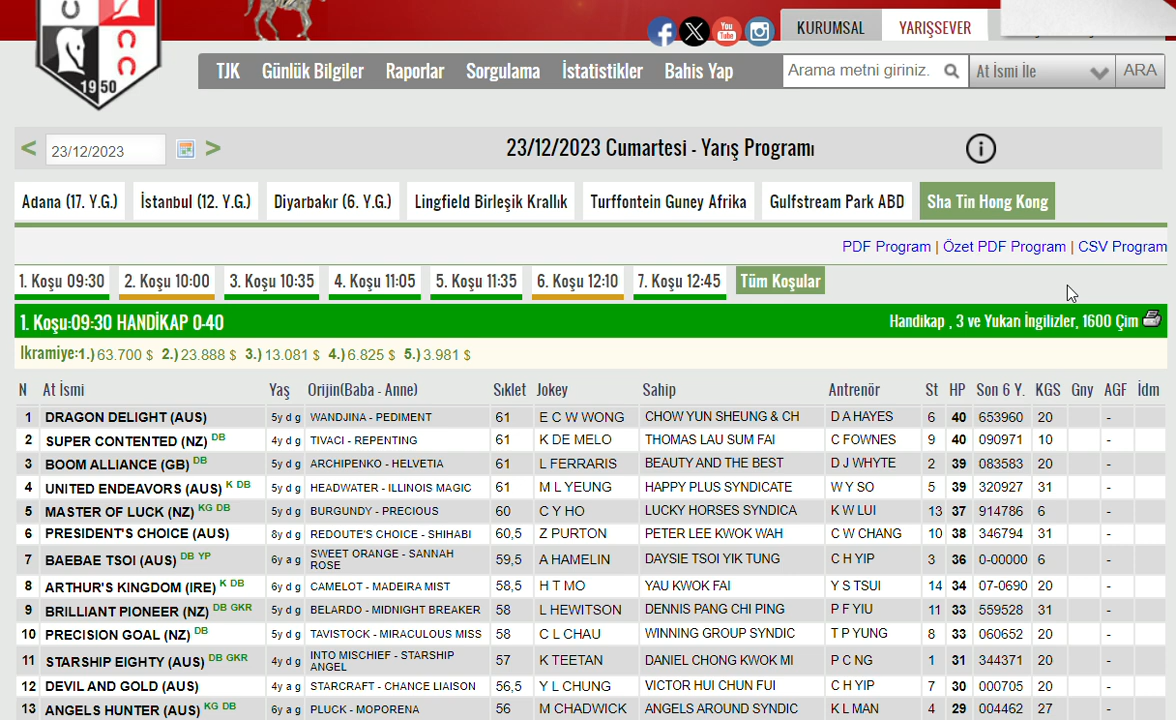 KURUMSAL YARIŞSEVER
1950
TJK Günlük Bilgiler Raporlar Sorgulama İstatistikler Bahis Yap Arama metni giriniz. At İsmi İle ARA
< 23/12/2023 > 23/12/2023 Cumartesi - Yarış Programı
Adana (17. Y.G.) İstanbul (12. Y.G.) Diyarbakır (6. Y.G.) Lingfield Birleşik Krallık Turffontein Guney Afrika Gulfstream Park ABD Sha Tin Hong Kong
PDF Program | Özet PDF Program | CSV Program
1. Koşu 09:30 2. Koşu 10:00 3. Koşu 10:35 4. Koşu 11:05 5. Koşu 11:35 6. Koşu 12:10 7. Koşu 12:45 Tüm Koşular
1. Koşu:09:30 HANDİKAP 0-40 Handikap , 3 ve Yukarı İngilizler, 1600 Çim
İkramiye:1.) 63.700 $ 2.) 23.888 $ 3.) 13.081 $ 4.) 6.825 $ 5.) 3.981 $
N At İsmi Yaş Orijin(Baba - Anne) Sıklet Jokey Sahip Antrenör St HP Son 6 Y. KGS Gny AGF İdm
1 DRAGON DELIGHT (AUS) 5y d g WANDJINA - PEDIMENT 61 E C W WONG CHOW YUN SHEUNG & CH D A HAYES 6 40 653960 20 -
2 SUPER CONTENTED (NZ) DB 4y d g TIVACI - REPENTING 61 K DE MELO THOMAS LAU SUM FAI C FOWNES 9 40 090971 10 -
3 BOOM ALLIANCE (GB) DB 5y d g ARCHIPENKO - HELVETIA 61 L FERRARIS BEAUTY AND THE BEST D J WHYTE 2 39 083583 20 -
4 UNITED ENDEAVORS (AUS) K DB 5y d g HEADWATER - ILLINOIS MAGIC 61 M L YEUNG HAPPY PLUS SYNDICATE W Y SO 5 39 320927 31 -
5 MASTER OF LUCK (NZ) KG DB 5y d g BURGUNDY - PRECIOUS 60 C Y HO LUCKY HORSES SYNDICA K W LUI 13 37 914786 6 -
6 PRESIDENT'S CHOICE (AUS) 8y d g REDOUTE'S CHOICE - SHIHABI 60,5 Z PURTON PETER LEE KWOK WAH C W CHANG 10 38 346794 31 -
7 BAEBAE TSOI (AUS) DB YP 6y a g SWEET ORANGE - SANNAH ROSE 59,5 A HAMELIN DAYSIE TSOI YIK TUNG C H YIP 3 36 0-00000 6 -
8 ARTHUR'S KINGDOM (IRE) K DB 6y d g CAMELOT - MADEIRA MIST 58,5 H T MO YAU KWOK FAI Y S TSUI 14 34 07-0690 20 -
9 BRILLIANT PIONEER (NZ) DB GKR 5y d g BELARDO - MIDNIGHT BREAKER 58 L HEWITSON DENNIS PANG CHI PING P F YIU 11 33 559528 31 -
10 PRECISION GOAL (NZ) DB 5y d g TAVISTOCK - MIRACULOUS MISS 58 C L CHAU WINNING GROUP SYNDIC T P YUNG 8 33 060652 20 -
11 STARSHIP EIGHTY (AUS) DB GKR 4y d g INTO MISCHIEF - STARSHIP ANGEL 57 K TEETAN DANIEL CHONG KWOK MI P C NG 1 31 344371 20 -
12 DEVIL AND GOLD (AUS) 4y a g STARCRAFT - CHANCE LIAISON 56,5 Y L CHUNG VICTOR HUI CHUN FUI C H YIP 7 30 000705 20 -
13 ANGELS HUNTER (AUS) KG DB 6y a g PLUCK - MOPORENA 56 M CHADWICK ANGELS AROUND SYNDIC K L MAN 4 29 004462 27 -